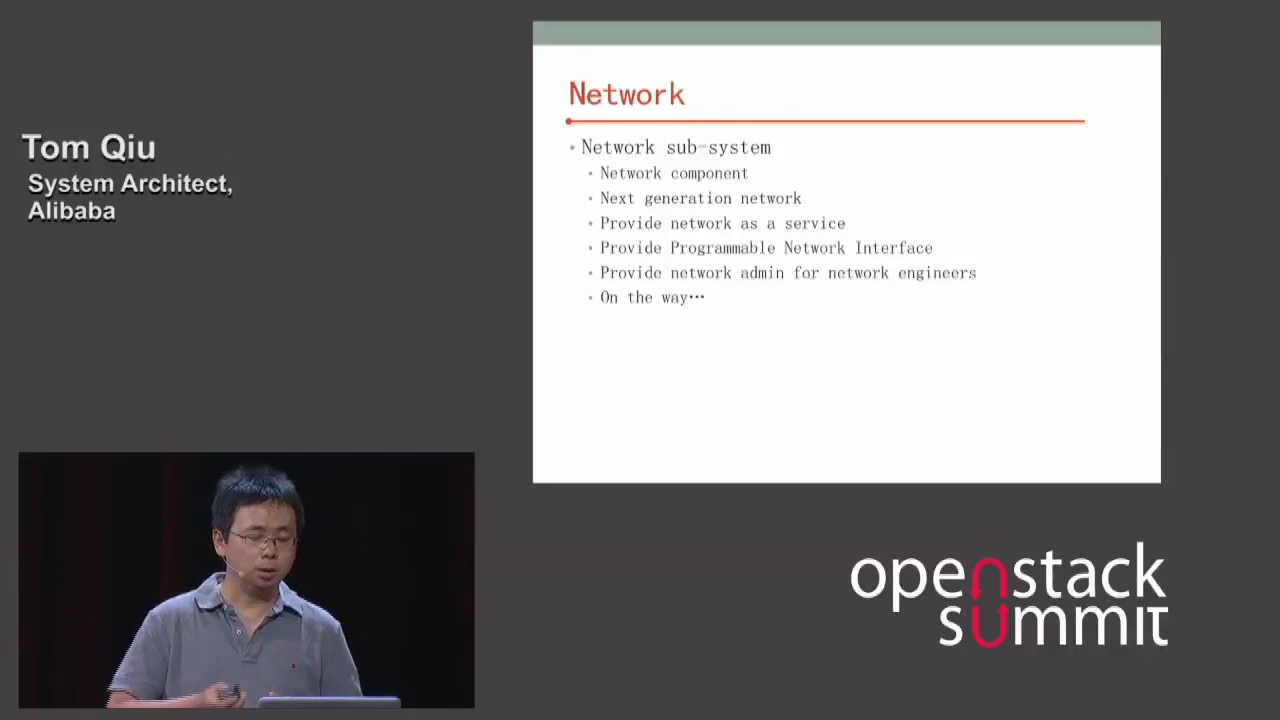 Tom Qiu
System Architect,
Alibaba
Network
• Network sub-system
• Network component
• Next generation network
• Provide network as a service
• Provide Programmable Network Interface
• Provide network admin for network engineers
• On the way…
openstack
summit